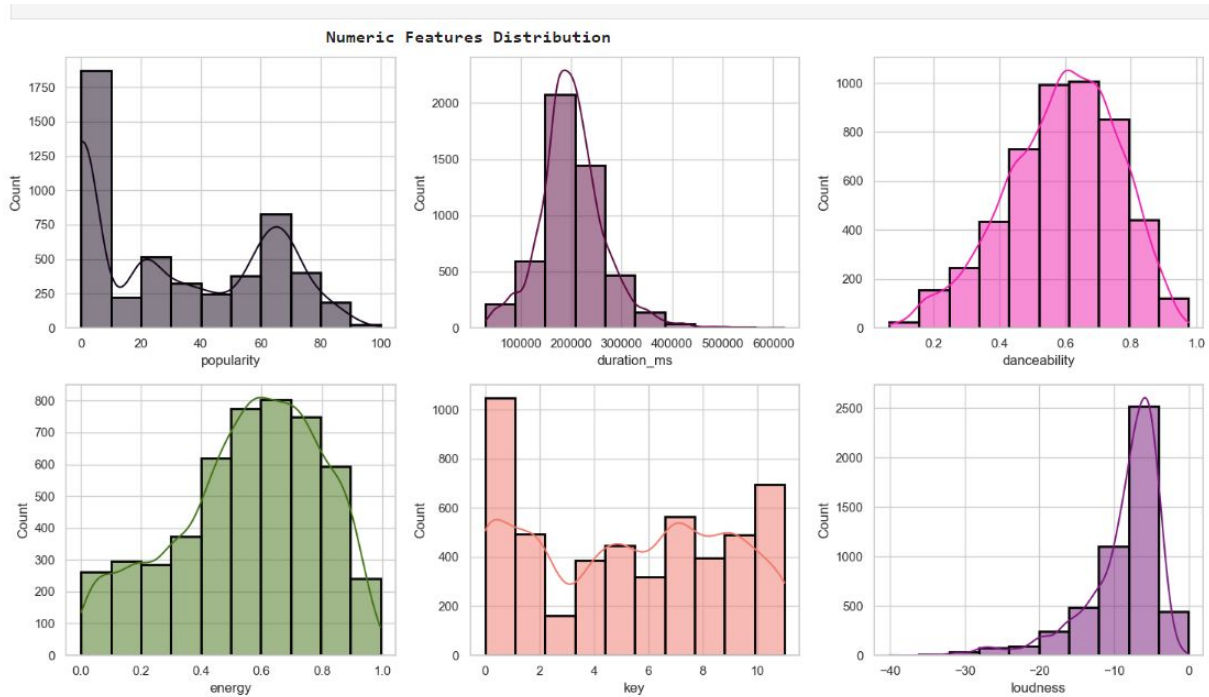 Numeric Features Distribution
1750
1500
1250
1000
750
500
250
0
Count
0 20 40 60 80 100
popularity
2000
1500
1000
500
0
Count
100000 200000 300000 400000 500000 600000
duration_ms
1000
800
600
400
200
0
Count
0.2 0.4 0.6 0.8 1.0
danceability
800
700
600
500
400
300
200
100
0
Count
0.0 0.2 0.4 0.6 0.8 1.0
energy
1000
800
600
400
200
0
Count
0 2 4 6 8 10
key
2500
2000
1500
1000
500
0
Count
−40 −30 −20 −10 0
loudness